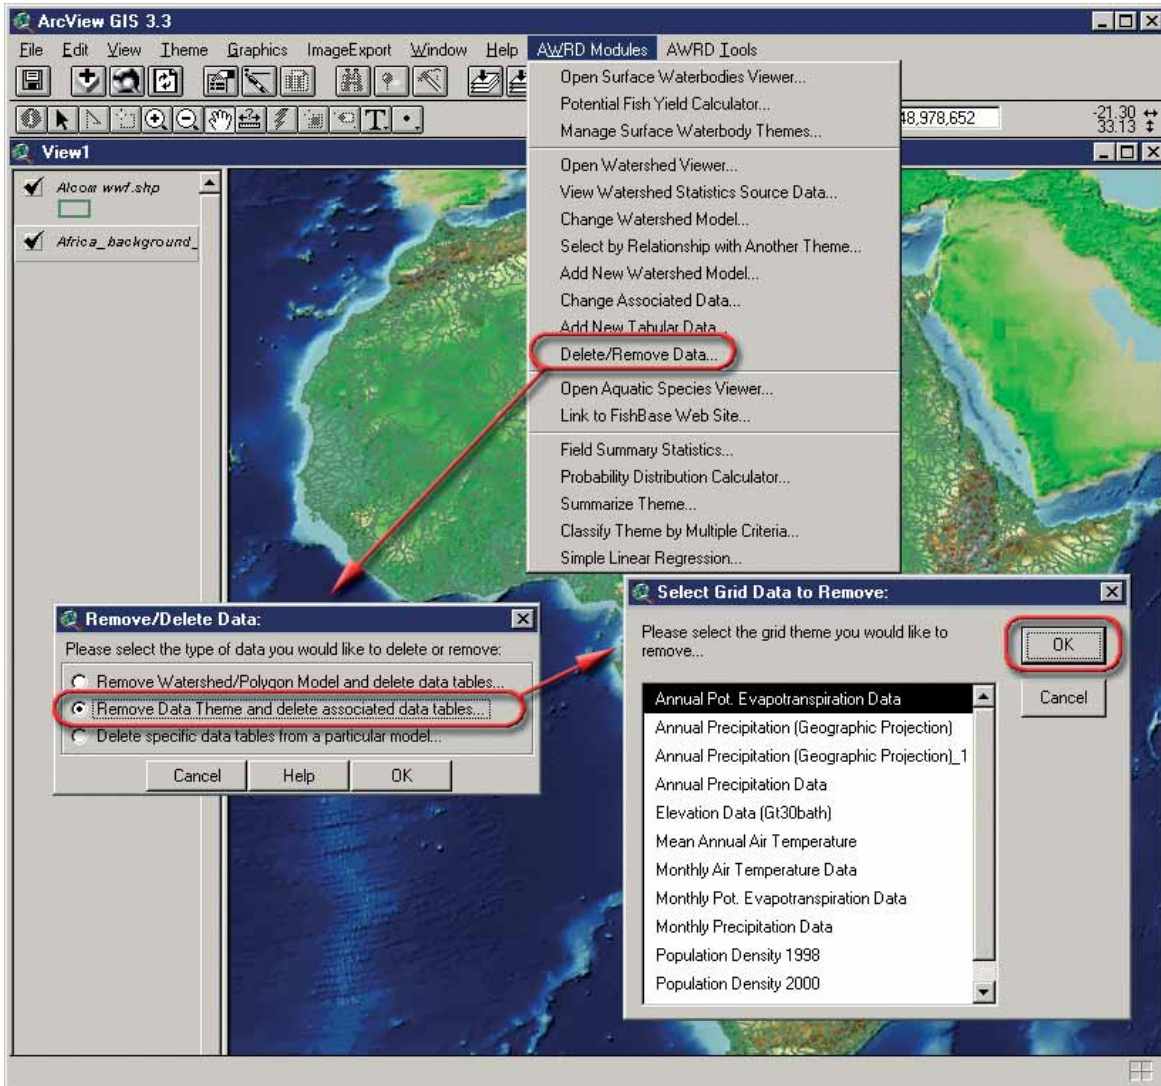 ArcView GIS 3.3
File Edit View Theme Graphics ImageExport Window Help AWRD Modules AWRD Tools
Open Surface Waterbodies Viewer...
Potential Fish Yield Calculator...
Manage Surface Waterbody Themes...
Open Watershed Viewer...
View Watershed Statistics Source Data...
Change Watershed Model...
Select by Relationship with Another Theme...
Add New Watershed Model...
Change Associated Data...
Add New Tabular Data...
Delete/Remove Data...
Open Aquatic Species Viewer...
Link to FishBase Web Site...
Field Summary Statistics...
Probability Distribution Calculator...
Summarize Theme...
Classify Theme by Multiple Criteria...
Simple Linear Regression...
T
48,978,652
-21.30
33.13
View1
Alcom wwf.shp
Africa_background_
Remove/Delete Data:
Please select the type of data you would like to delete or remove:
Remove Watershed/Polygon Model and delete data tables...
Remove Data Theme and delete associated data tables...
Delete specific data tables from a particular model...
Cancel Help OK
Select Grid Data to Remove:
Please select the grid theme you would like to
remove...
OK
Cancel
Annual Pot. Evapotranspiration Data
Annual Precipitation (Geographic Projection)
Annual Precipitation (Geographic Projection)_1
Annual Precipitation Data
Elevation Data (Gt30bath)
Mean Annual Air Temperature
Monthly Air Temperature Data
Monthly Pot. Evapotranspiration Data
Monthly Precipitation Data
Population Density 1998
Population Density 2000